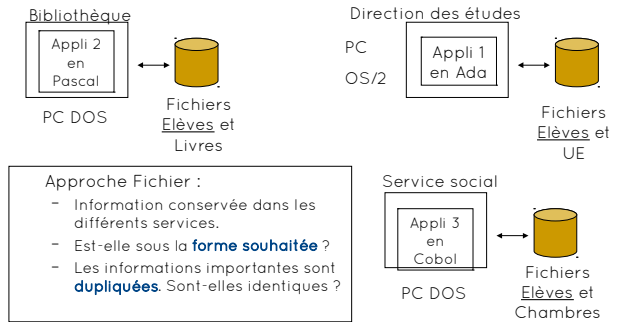 Bibliothèque
Appli 2
en
Pascal
PC DOS
Fichiers
Elèves et
Livres
Direction des études
PC
OS/2
Appli 1
en Ada
Fichiers
Elèves et
UE
Approche Fichier :
- Information conservée dans les
différents services.
- Est-elle sous la forme souhaitée ?
- Les informations importantes sont
dupliquées. Sont-elles identiques ?
Service social
Appli 3
en
Cobol
PC DOS
Fichiers
Elèves et
Chambres